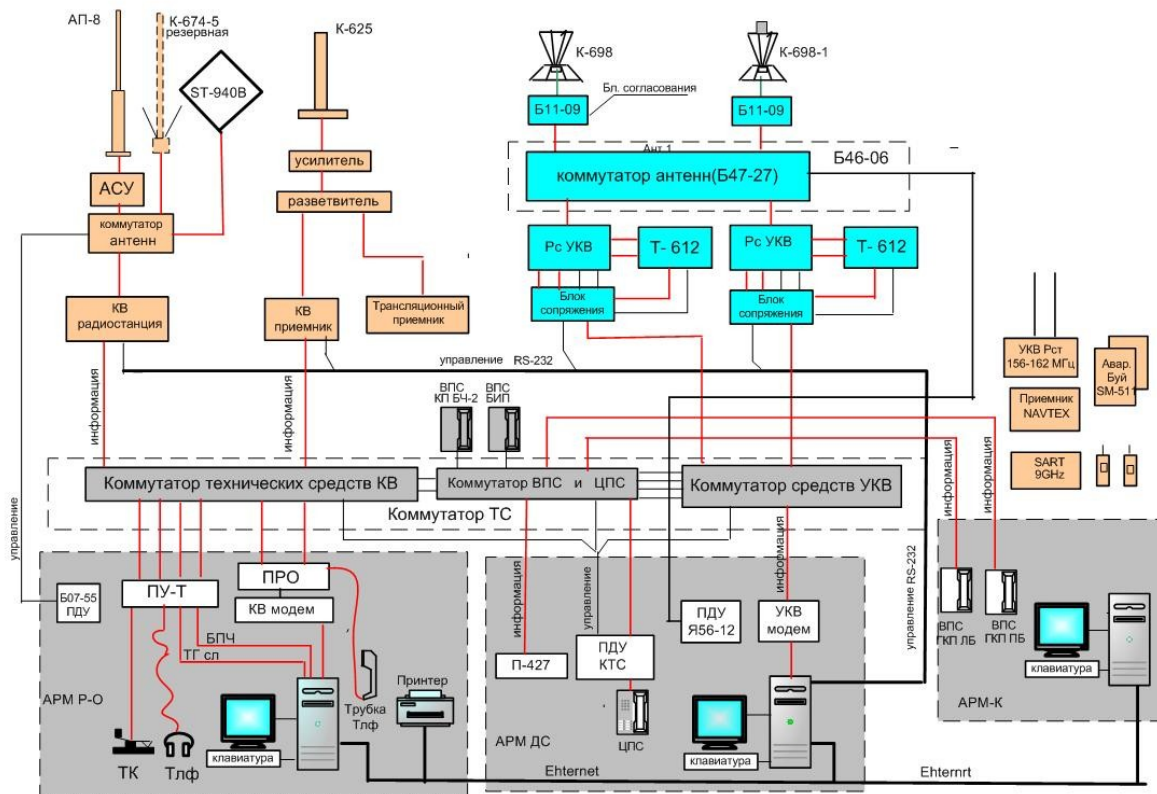 АП-8
К-674-5
резервная
ST-940B
К-625
К-698
К-698-1
Бл. согласования
Б11-09
Б11-09
Ант.1
Б46-06
коммутатор антенн(Б47-27)
усилитель
разветвитель
АСУ
коммутатор
антенн
Рс УКВ
Т- 612
Рс УКВ
Т- 612
Блок
сопряжения
Блок
сопряжения
КВ
радиостанция
КВ
приемник
Трансляционный
приемник
управление RS-232
УКВ Рст
156-162 МГц
Авар.
Буй
SM-511
Приемник
NAVTEX
SART
9GHz
информация
информация
ВПС
КП БЧ-2
ВПС
БИП
Коммутатор технических средств КВ
Коммутатор ВПС и ЦПС
Коммутатор средств УКВ
Коммутатор ТС
информация
информация
управление
Б07-55
ПДУ
ПУ-Т
ПРО
КВ модем
БПЧ
ТГ сл
АРМ Р-О
ТК
Тлф
клавиатура
Трубка
Тлф
Принтер
информация
управление
информация
управление RS-232
П-427
ПДУ
КТС
ПДУ
Я56-12
УКВ
модем
ЦПС
АРМ ДС
клавиатура
ВПС
ГКП ЛБ
ВПС
ГКП ПБ
клавиатура
АРМ-К
Ehternet
Ehternrt